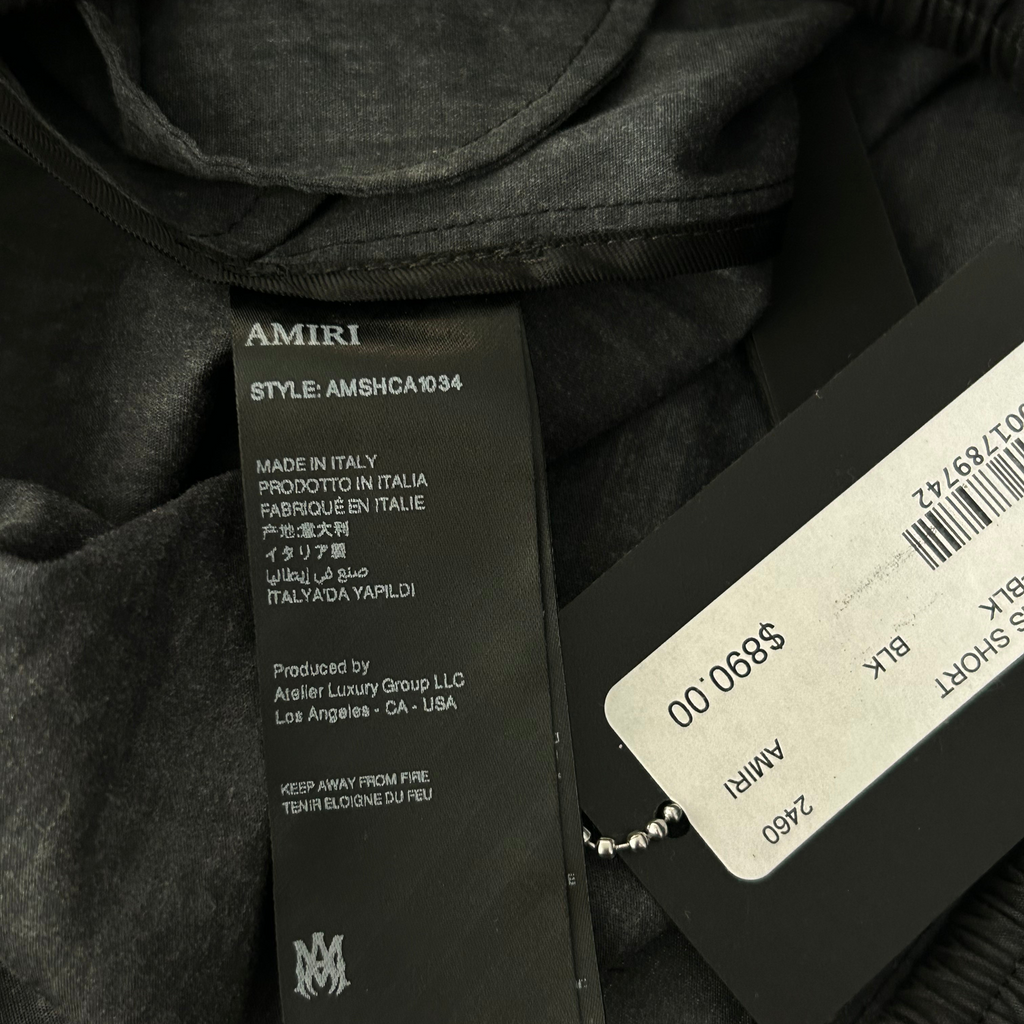 AMIRI
STYLE: AMSHCA1034
MADE IN ITALY
PRODOTTO IN ITALIA
FABRIQUÉ EN ITALIE
产地:意大利
イタリア製
صنع في إيطاليا
ITALYA'DA YAPILDI
Produced by
Atelier Luxury Group LLC
Los Angeles - CA - USA
KEEP AWAY FROM FIRE
TENIR ELOIGNE DU FEU
2460
AMIRI
$890.00
SHORT
BLK
BLK
001789742